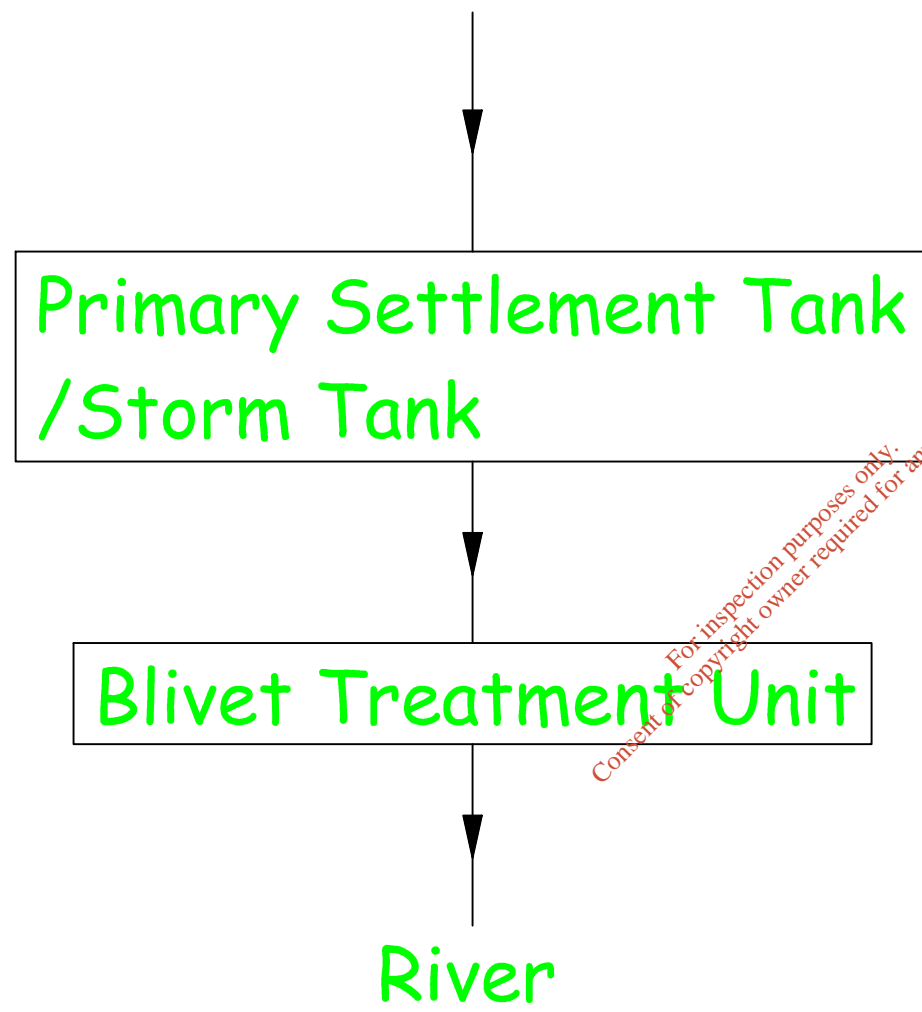 Primary Settlement Tank
/Storm Tank
For inspection purposes only.
Consent of copyright owner required for
Blivet Treatment Unit
River